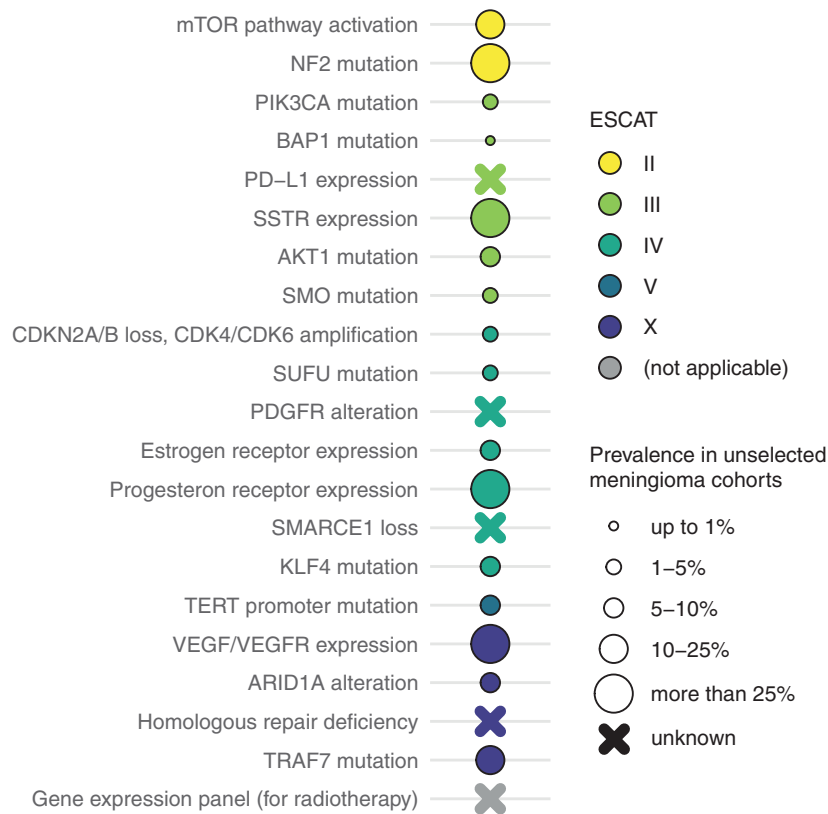 mTOR pathway activation
NF2 mutation
PIK3CA mutation
BAP1 mutation
PD–L1 expression
SSTR expression
AKT1 mutation
SMO mutation
CDKN2A/B loss, CDK4/CDK6 amplification
SUFU mutation
PDGFR alteration
Estrogen receptor expression
Progesteron receptor expression
SMARCE1 loss
KLF4 mutation
TERT promoter mutation
VEGF/VEGFR expression
ARID1A alteration
Homologous repair deficiency
TRAF7 mutation
Gene expression panel (for radiotherapy)
ESCAT
II
III
IV
V
X
(not applicable)
Prevalence in unselected
meningioma cohorts
up to 1%
1–5%
5–10%
10–25%
more than 25%
unknown